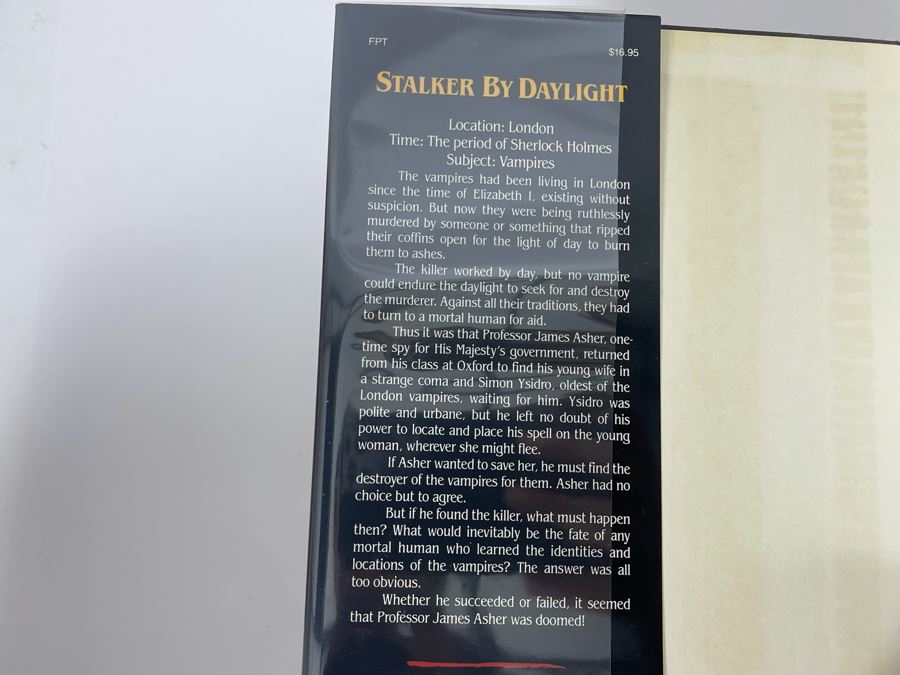 FPT
$16.95
STALKER BY DAYLIGHT
Location: London
Time: The period of Sherlock Holmes
Subject: Vampires
The vampires had been living in London
since the time of Elizabeth I, existing without
suspicion. But now they were being ruthlessly
murdered by someone or something that ripped
their coffins open for the light of day to burn
them to ashes.
The killer worked by day, but no vampire
could endure the daylight to seek for and destroy
the murderer. Against all their traditions, they had
to turn to a mortal human for aid.
Thus it was that Professor James Asher, one-
time spy for His Majesty's government, returned
from his class at Oxford to find his young wife in
a strange coma and Simon Ysidro, oldest of the
London vampires, waiting for him. Ysidro was
polite and urbane, but he left no doubt of his
power to locate and place his spell on the young
woman, wherever she might flee.
If Asher wanted to save her, he must find the
destroyer of the vampires for them. Asher had no
choice but to agree.
But if he found the killer, what must happen
then? What would inevitably be the fate of any
mortal human who learned the identities and
locations of the vampires? The answer was all
too obvious.
Whether he succeeded or failed, it seemed
that Professor James Asher was doomed!